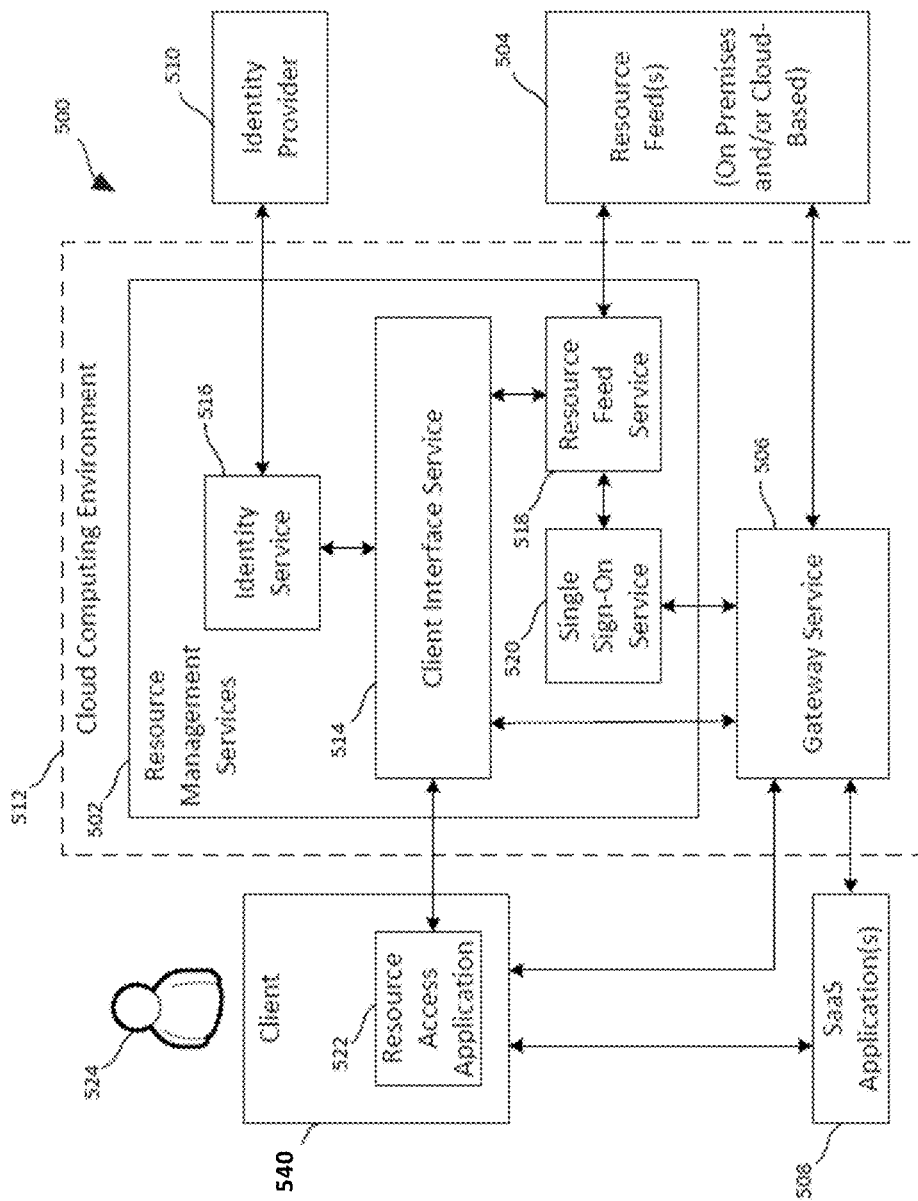 500
512
Cloud Computing Environment
502
Resource
Management
Services
524
540
Client
522
Resource
Access
Application
514
Client Interface Service
516
Identity
Service
510
Identity
Provider
520
Single
Sign-On
Service
518
Resource
Feed
Service
504
Resource
Feed(s)
(On Premises
and/or Cloud-
Based)
508
SaaS
Application(s)
506
Gateway Service